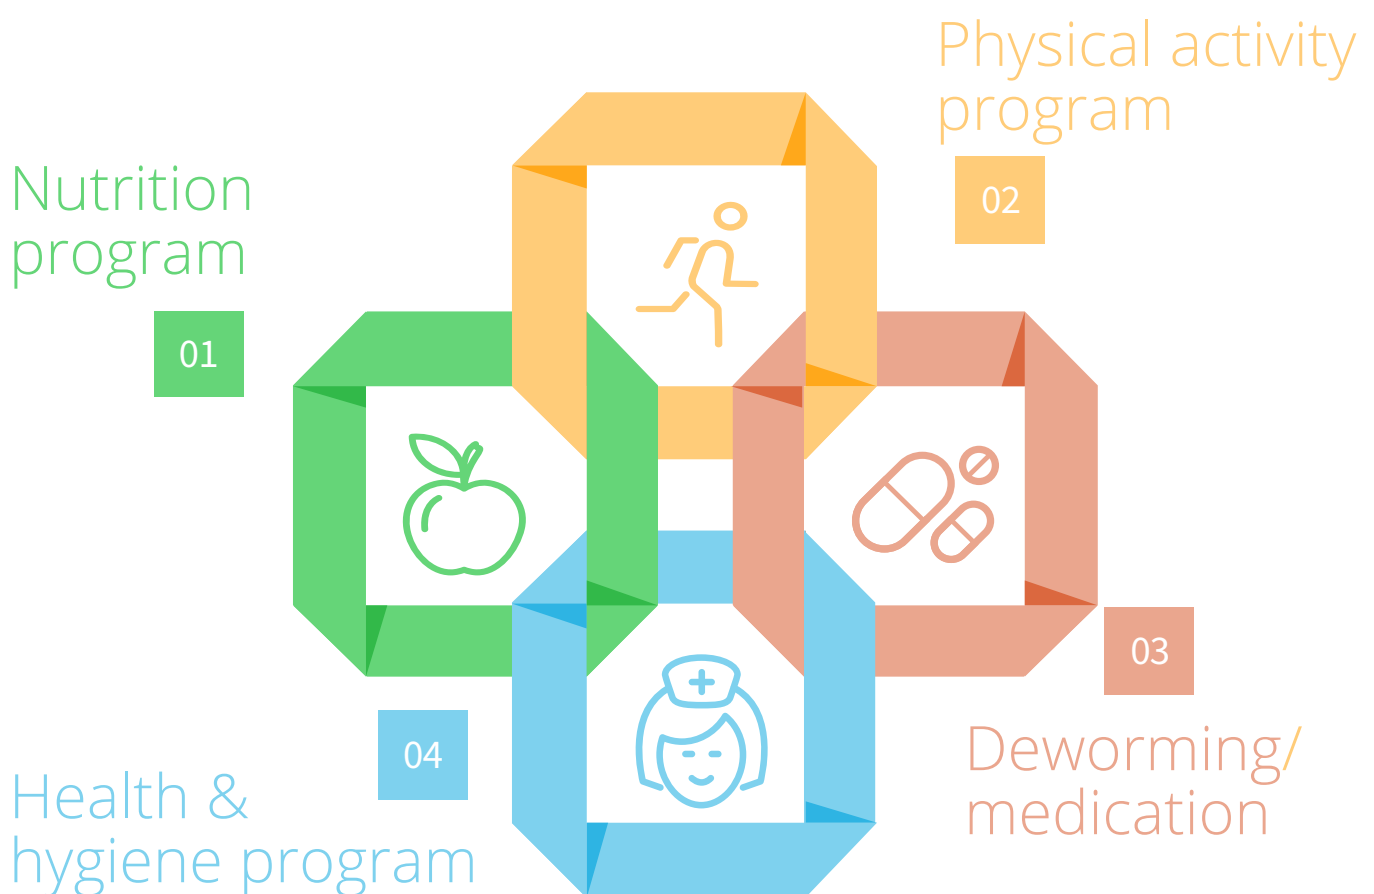 Nutrition
program
01
Physical activity
program
02
03
Deworming/
medication
04
Health &
hygiene program